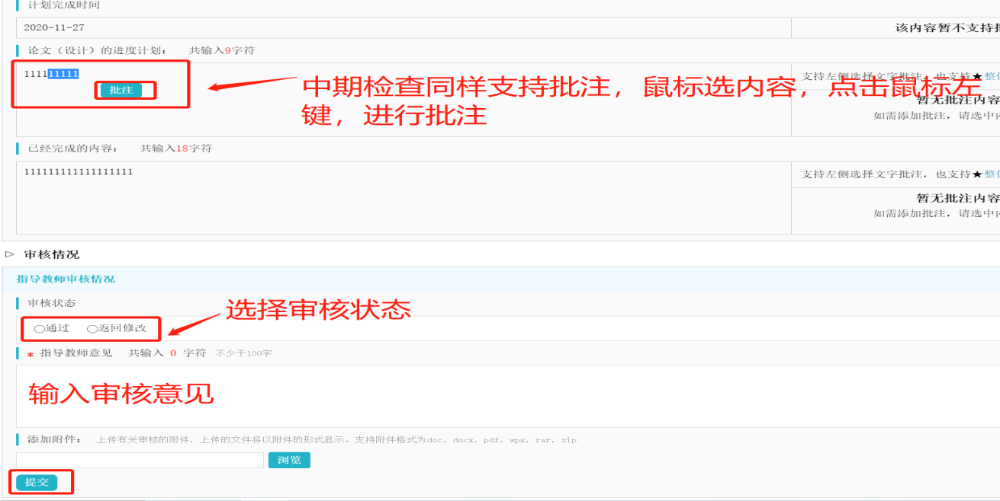 计划完成时间
2020-11-27
该内容暂不支持
论文（设计）的进度计划： 共输入9字符
111111111
批注
中期检查同样支持批注，鼠标选内容，点击鼠标左
键，进行批注
支持左侧选择文字批注，也支持★整
暂无批注内容
如需添加批注，请选中
已经完成的内容： 共输入18字符
111111111111111111
支持左侧选择文字批注，也支持★整
暂无批注内容
如需添加批注，请选中
▷ 审核情况
指导教师审核情况
审核状态
选择审核状态
○通过 ○返回修改
* 指导教师意见 共输入 0 字符 不少于100字
输入审核意见
添加附件： 上传有关审核的附件，上传的文件将以附件的形式显示。支持附件格式为doc，docx，pdf，wps，rar，zip
浏览
提交